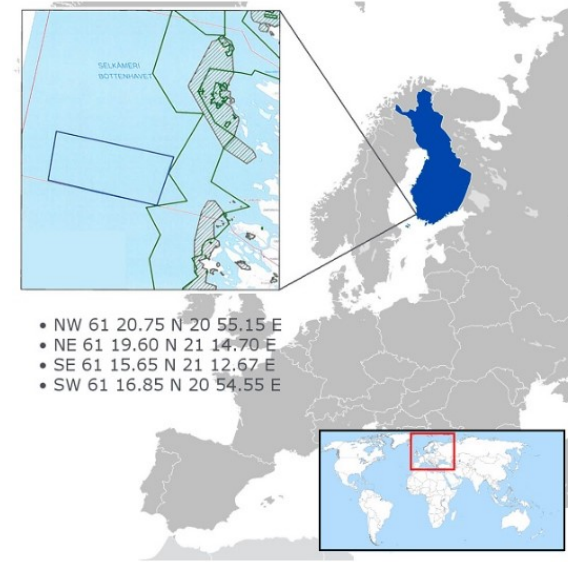 SELKÄMERI
BOTTENHAVET
• NW 61 20.75 N 20 55.15 E
• NE 61 19.60 N 21 14.70 E
• SE 61 15.65 N 21 12.67 E
• SW 61 16.85 N 20 54.55 E